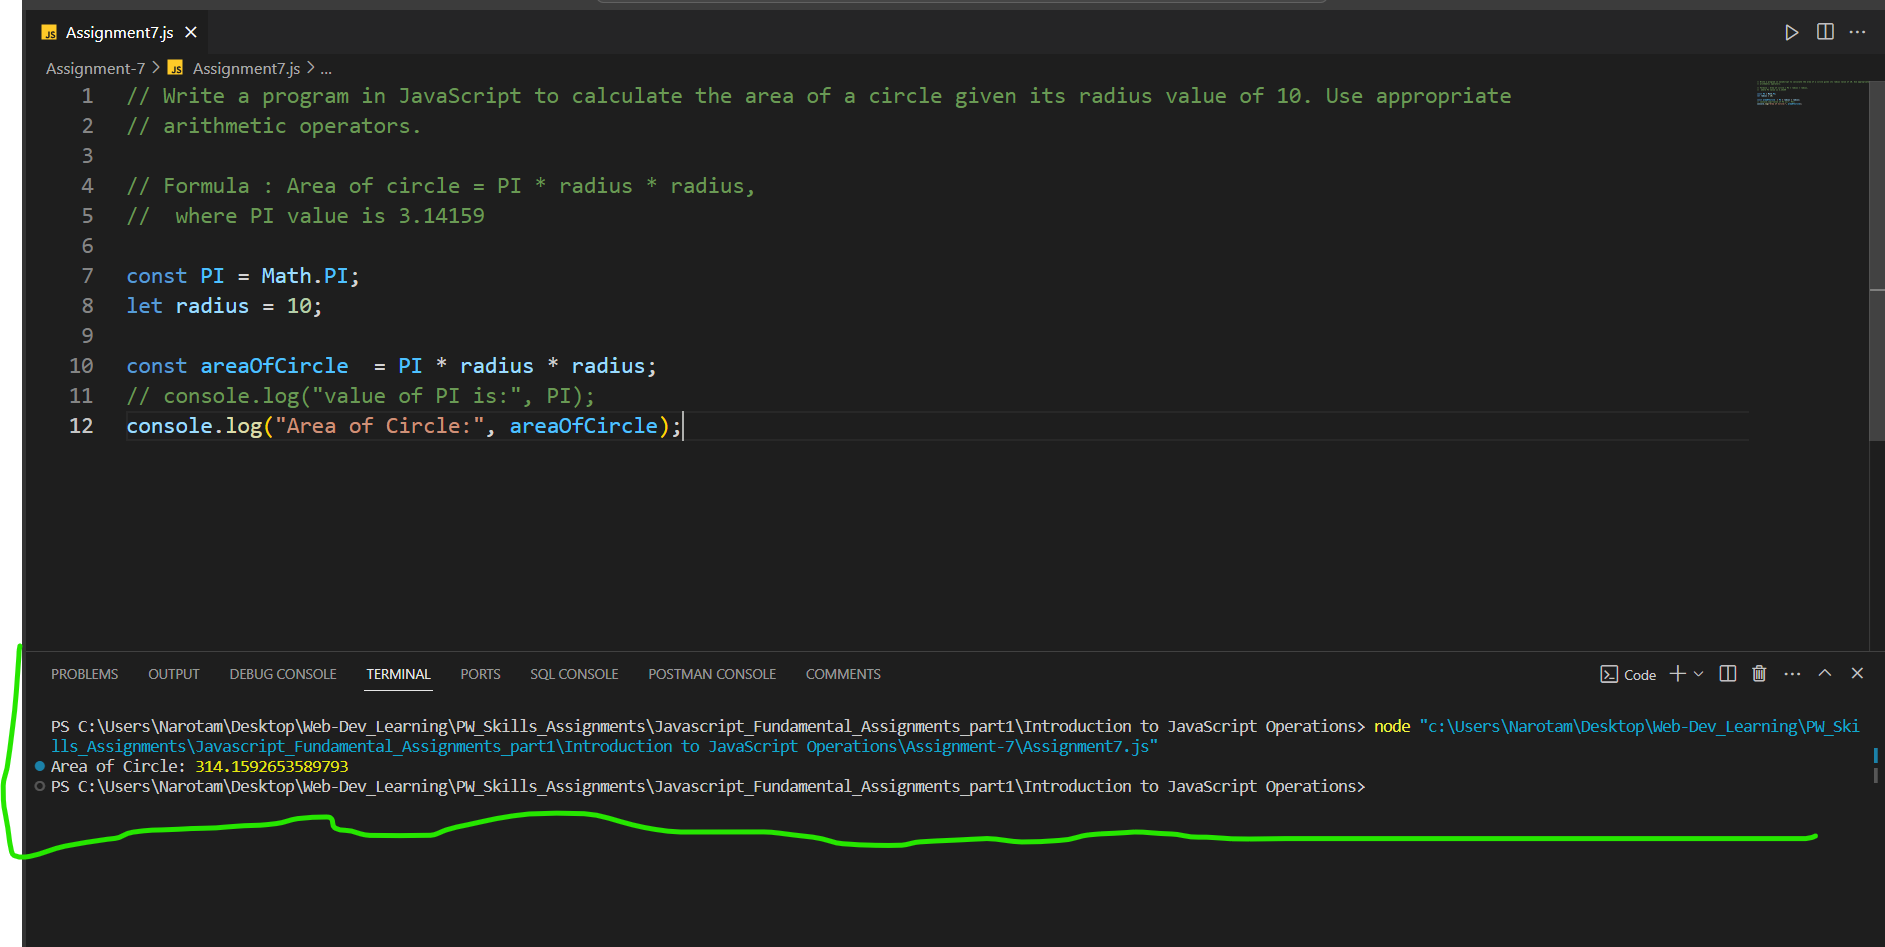 JS Assignment7.js
Assignment-7 > JS Assignment7.js > ...
1 // Write a program in JavaScript to calculate the area of a circle given its radius value of 10. Use appropriate
2 // arithmetic operators.
3
4 // Formula : Area of circle = PI * radius * radius,
5 //  where PI value is 3.14159
6
7 const PI = Math.PI;
8 let radius = 10;
9
10 const areaOfCircle  = PI * radius * radius;
11 // console.log("value of PI is:", PI);
12 console.log("Area of Circle:", areaOfCircle);
PROBLEMS OUTPUT DEBUG CONSOLE TERMINAL PORTS SQL CONSOLE POSTMAN CONSOLE COMMENTS Code
PS C:\Users\Narotam\Desktop\Web-Dev_Learning\PW_Skills_Assignments\Javascript_Fundamental_Assignments_part1\Introduction to JavaScript Operations> node "c:\Users\Narotam\Desktop\Web-Dev_Learning\PW_Ski
lls_Assignments\Javascript_Fundamental_Assignments_part1\Introduction to JavaScript Operations\Assignment-7\Assignment7.js"
Area of Circle: 314.1592653589793
PS C:\Users\Narotam\Desktop\Web-Dev_Learning\PW_Skills_Assignments\Javascript_Fundamental_Assignments_part1\Introduction to JavaScript Operations>